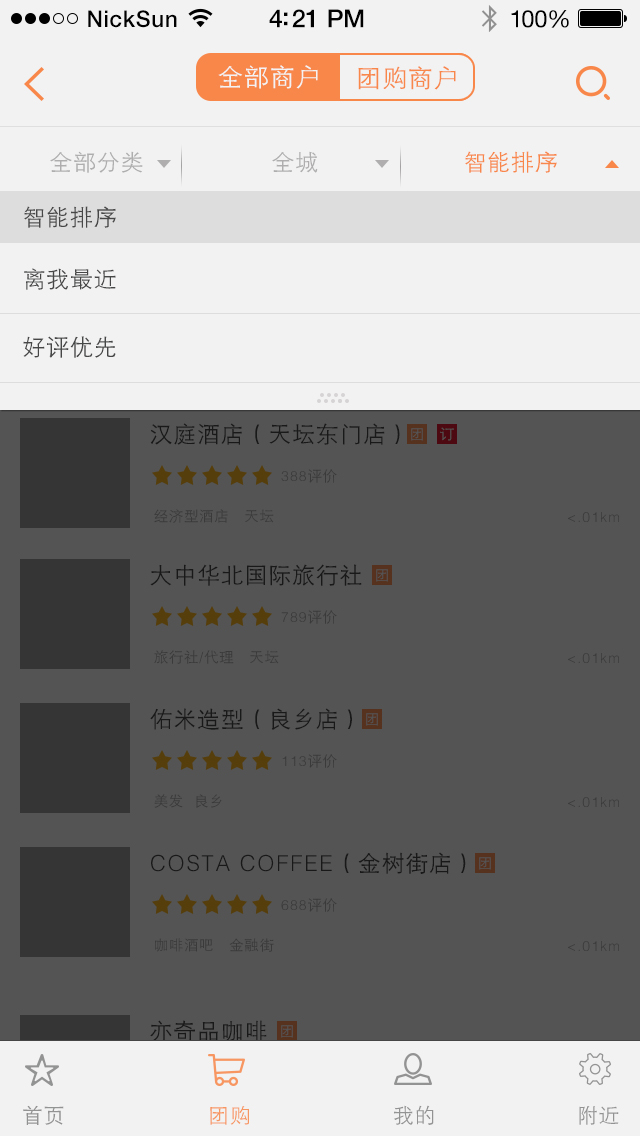 NickSun 4:21 PM 100%
全部商户 团购商户
全部分类 全城 智能排序
智能排序
离我最近
好评优先
汉庭酒店（天坛东门店）团 订
388评价
经济型酒店 天坛 <.01km
大中华北国际旅行社 团
789评价
旅行社/代理 天坛 <.01km
佑米造型（良乡店）团
113评价
美发 良乡 <.01km
COSTA COFFEE（金树街店）团
688评价
咖啡酒吧 金融街 <.01km
亦奇品咖啡 团
首页 团购 我的 附近